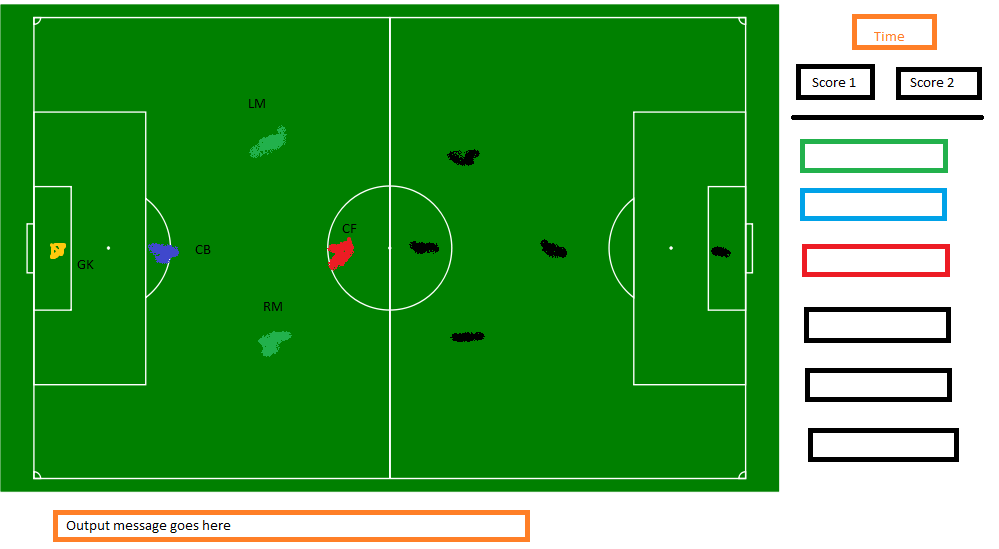 Time
Score 1
Score 2
LM
CF
CB
GK
RM
Output message goes here